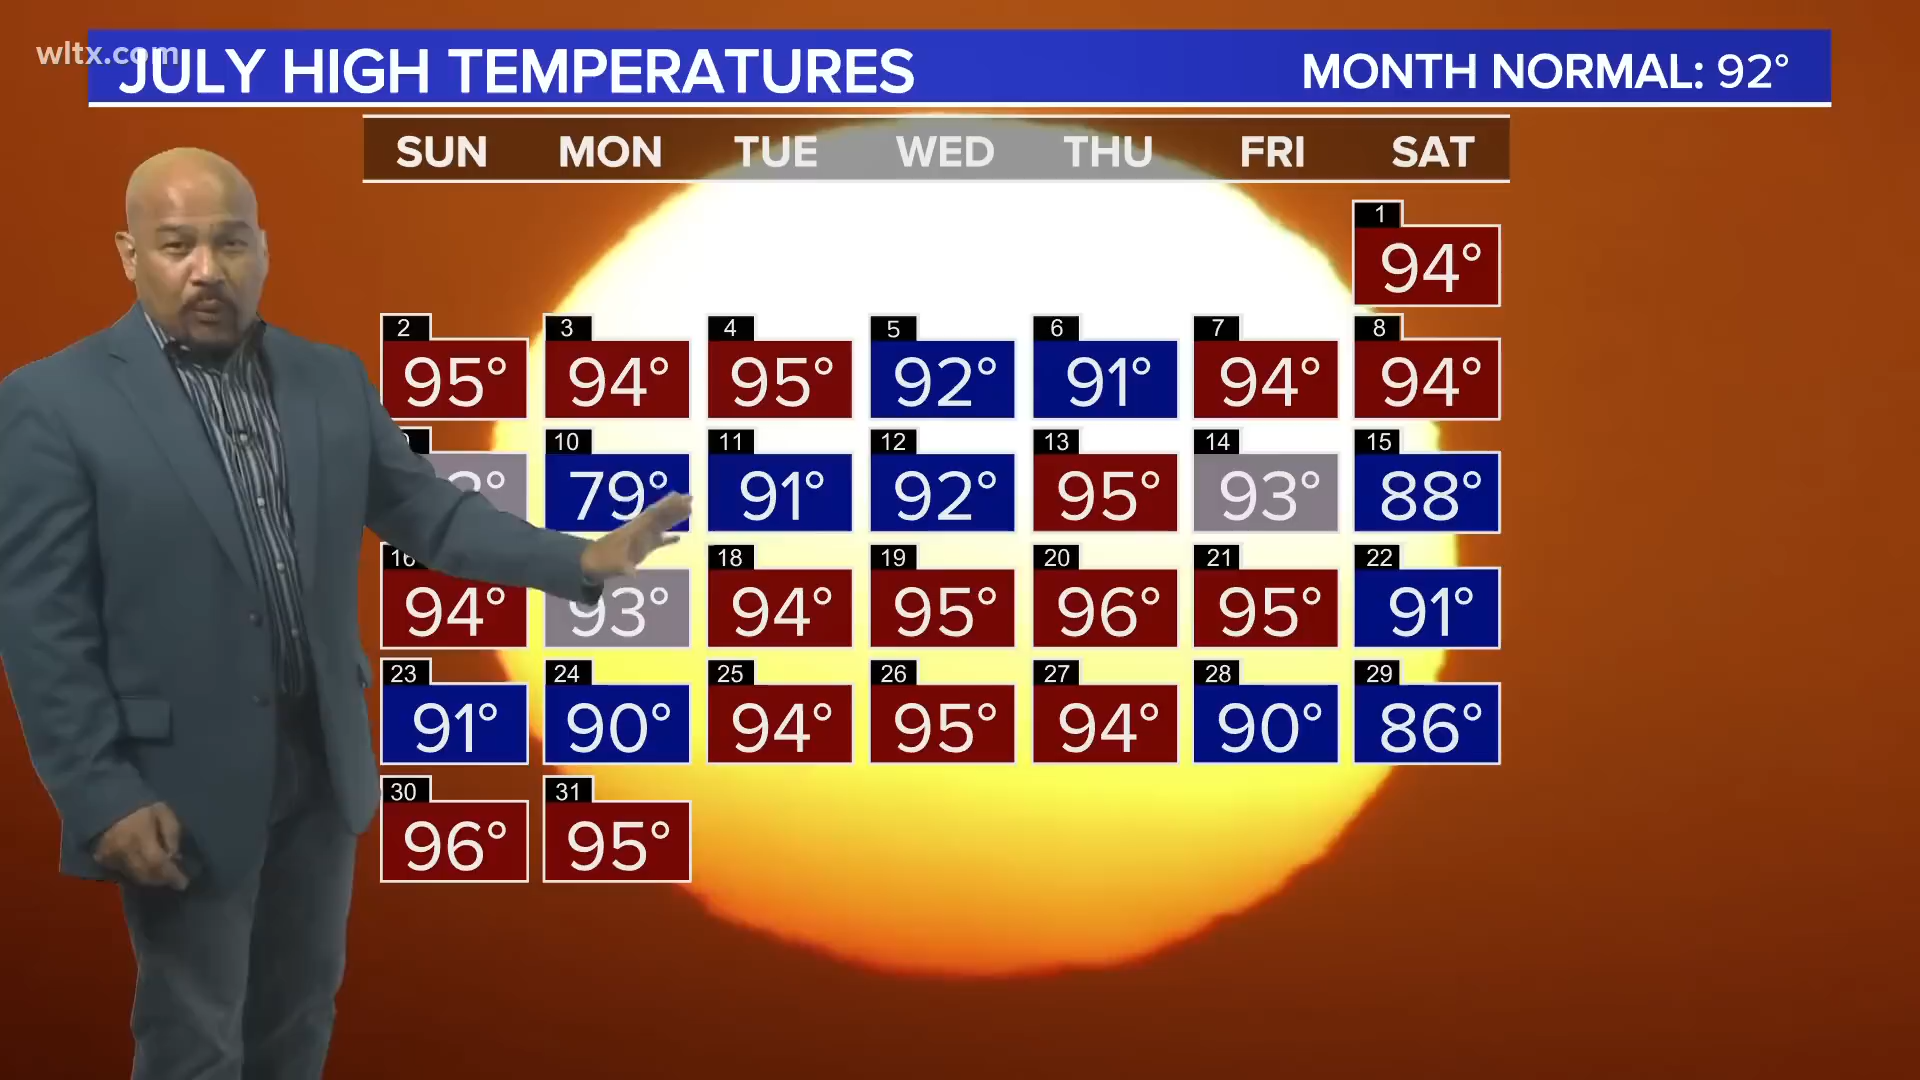 wltx.com
JULY HIGH TEMPERATURES MONTH NORMAL: 92°
SUN MON TUE WED THU FRI SAT
1
94°
2 3 4 5 6 7 8
95° 94° 95° 92° 91° 94° 94°
10 11 12 13 14 15
79° 91° 92° 95° 93° 88°
16 18 19 20 21 22
94° 93° 94° 95° 96° 95° 91°
23 24 25 26 27 28 29
91° 90° 94° 95° 94° 90° 86°
30 31
96° 95°